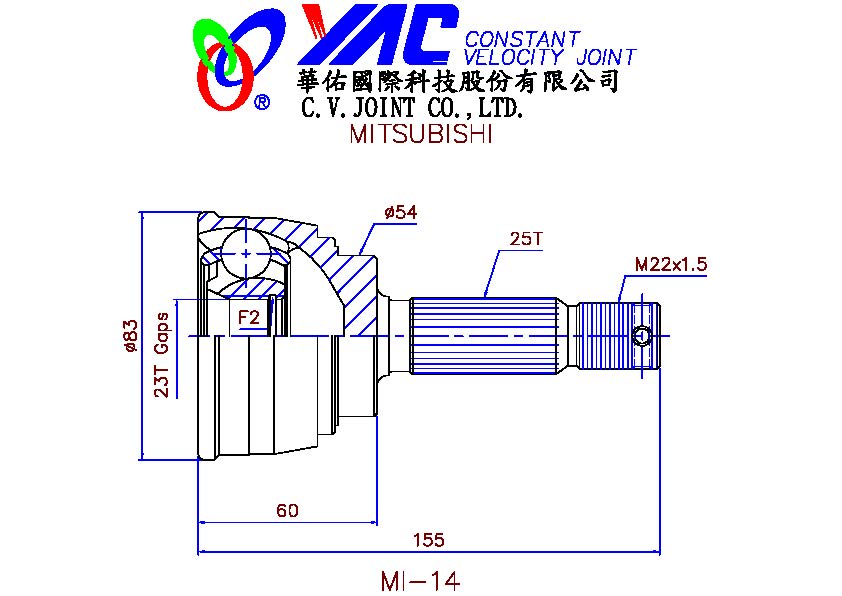 YAC CONSTANT
VELOCITY JOINT
®
華佑國際科技股份有限公司
C.V.JOINT CO.,LTD.
MITSUBISHI
ø54
25T
M22x1.5
F2
ø83
23T Gaps
60
155
MI-14